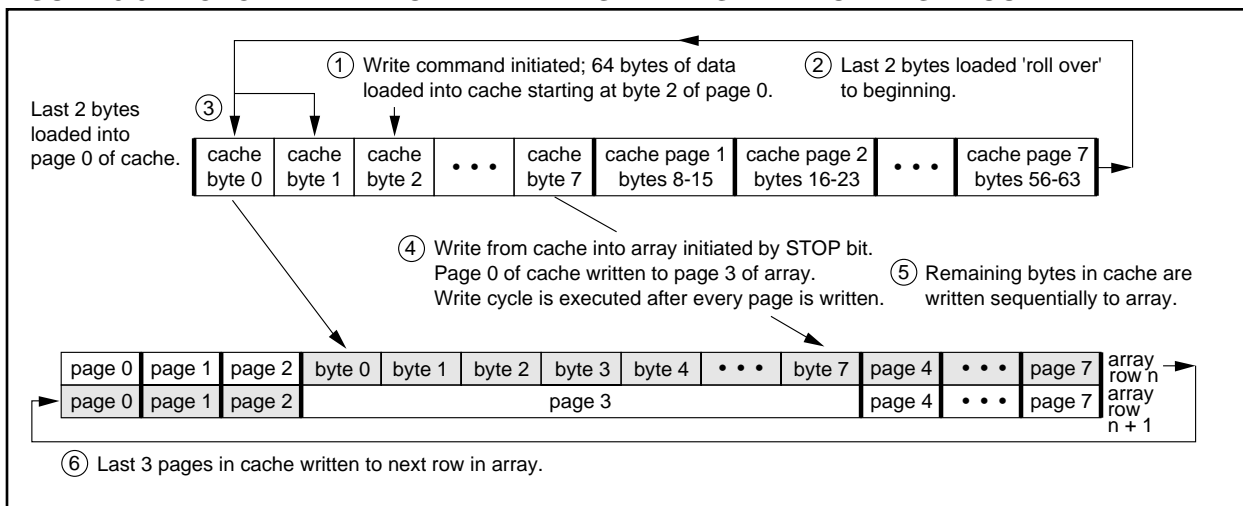 ① Write command initiated; 64 bytes of data
loaded into cache starting at byte 2 of page 0.
② Last 2 bytes loaded 'roll over'
to beginning.
③
Last 2 bytes
loaded into
page 0 of cache.
cache byte 0 cache byte 1 cache byte 2 • • • cache byte 7 cache page 1 bytes 8-15 cache page 2 bytes 16-23 • • • cache page 7 bytes 56-63
④ Write from cache into array initiated by STOP bit.
Page 0 of cache written to page 3 of array.
Write cycle is executed after every page is written.
⑤ Remaining bytes in cache are
written sequentially to array.
page 0 page 1 page 2 byte 0 byte 1 byte 2 byte 3 byte 4 • • • byte 7 page 4 • • • page 7 array row n
page 0 page 1 page 2 page 3 page 4 • • • page 7 array row n + 1
⑥ Last 3 pages in cache written to next row in array.